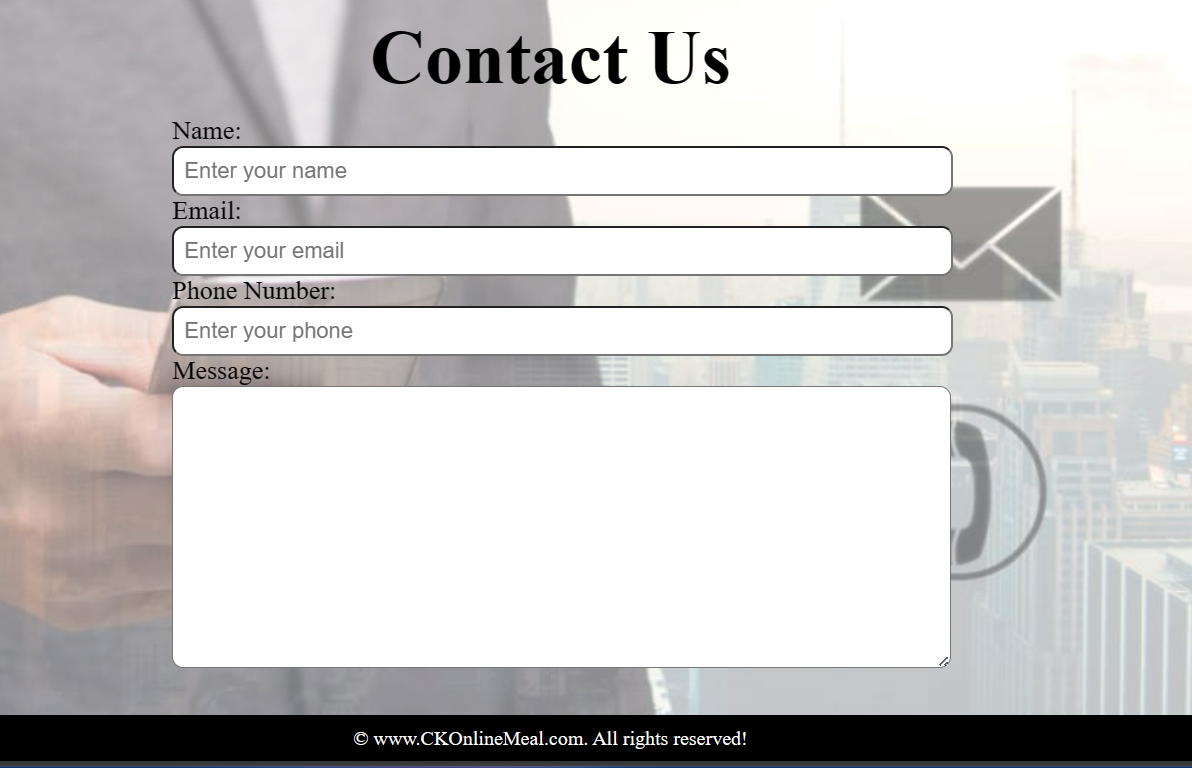 Contact Us
Name:
Enter your name
Email:
Enter your email
Phone Number:
Enter your phone
Message:
© www.CKOnlineMeal.com. All rights reserved!